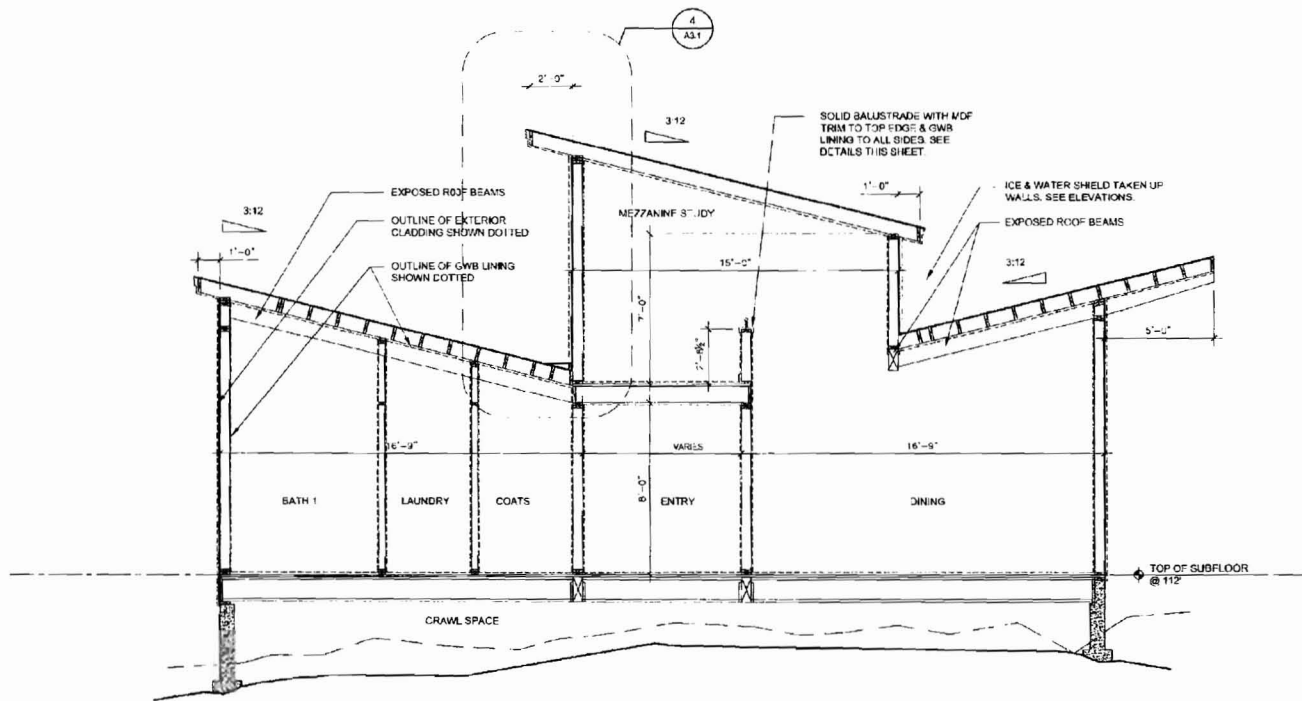 4
A3.1
2'-0"
3:12
SOLID BALUSTRADE WITH MDF
TRIM TO TOP EDGE & GWB
LINING TO ALL SIDES. SEE
DETAILS THIS SHEET.
1'-0"
ICE & WATER SHIELD TAKEN UP
WALLS. SEE ELEVATIONS.
EXPOSED ROOF BEAMS
3:12
EXPOSED ROOF BEAMS
3:12
OUTLINE OF EXTERIOR
CLADDING SHOWN DOTTED
1'-0"
OUTLINE OF GWB LINING
SHOWN DOTTED
MEZZANINE STUDY
15'-0"
7'-0"
5'-0"
16'-9"
VARIES
16'-9"
8'-0"
BATH 1
LAUNDRY
COATS
ENTRY
DINING
TOP OF SUBFLOOR
@ 112'
CRAWL SPACE